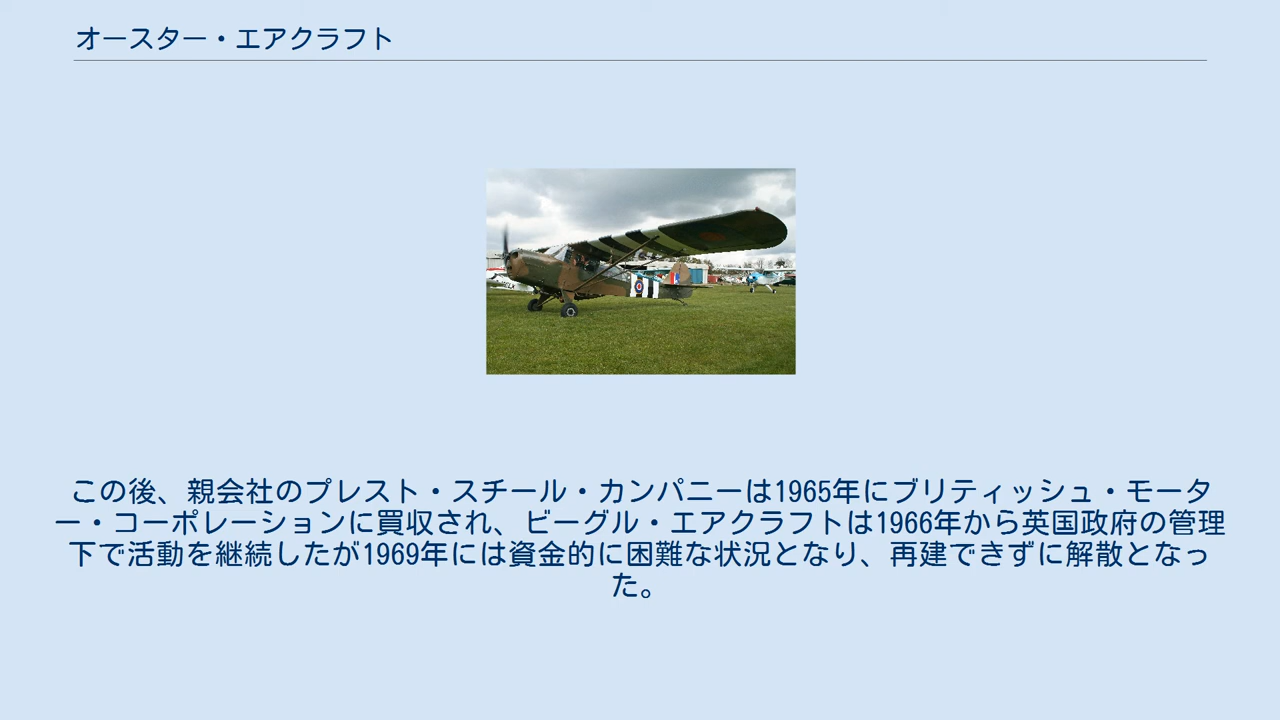 オースター・エアクラフト
この後、親会社のプレスト・スチール・カンパニーは1965年にブリティッシュ・モータ
ー・コーポレーションに買収され、ビーグル・エアクラフトは1966年から英国政府の管理
下で活動を継続したが1969年には資金的に困難な状況となり、再建できずに解散となっ
た。